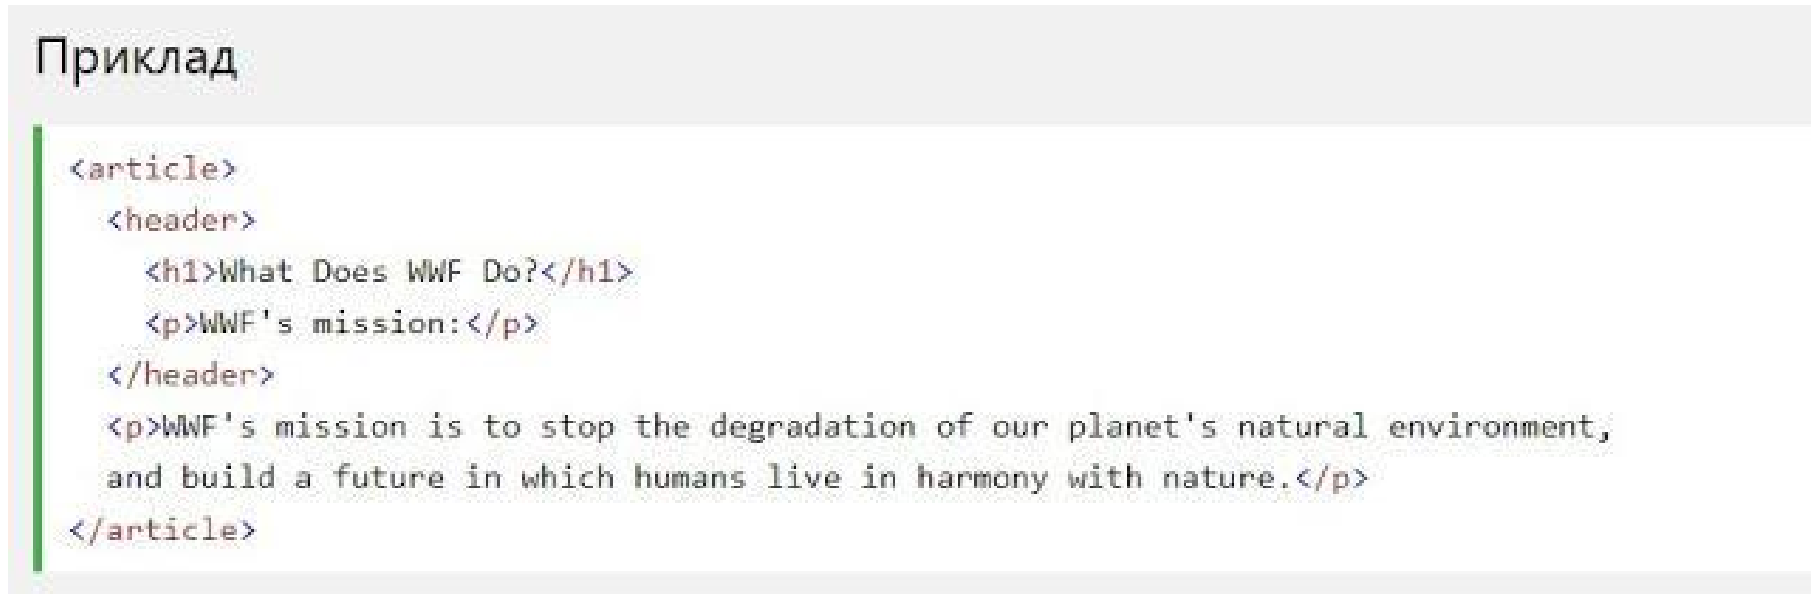 Приклад
<article>
<header>
<h1>What Does WWF Do?</h1>
<p>WWF's mission:</p>
</header>
<p>WWF's mission is to stop the degradation of our planet's natural environment,
and build a future in which humans live in harmony with nature.</p>
</article>